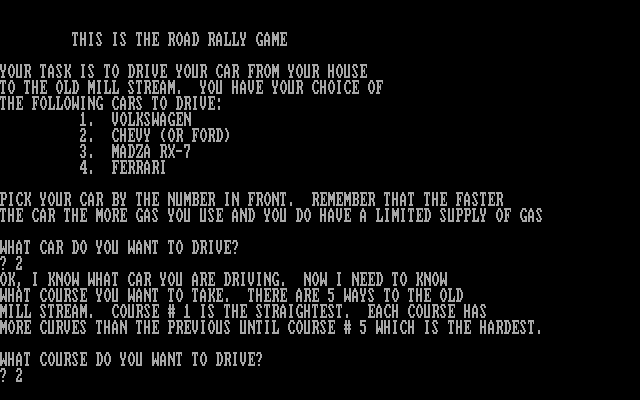 THIS IS THE ROAD RALLY GAME
YOUR TASK IS TO DRIVE YOUR CAR FROM YOUR HOUSE
TO THE OLD MILL STREAM.  YOU HAVE YOUR CHOICE OF
THE FOLLOWING CARS TO DRIVE:
1.  VOLKSWAGEN
2.  CHEVY (OR FORD)
3.  MADZA RX-7
4.  FERRARI
PICK YOUR CAR BY THE NUMBER IN FRONT.  REMEMBER THAT THE FASTER
THE CAR THE MORE GAS YOU USE AND YOU DO HAVE A LIMITED SUPPLY OF GAS
WHAT CAR DO YOU WANT TO DRIVE?
? 2
OK, I KNOW WHAT CAR YOU ARE DRIVING.  NOW I NEED TO KNOW
WHAT COURSE YOU WANT TO TAKE.  THERE ARE 5 WAYS TO THE OLD
MILL STREAM.  COURSE # 1 IS THE STRAIGHTEST.  EACH COURSE HAS
MORE CURVES THAN THE PREVIOUS UNTIL COURSE # 5 WHICH IS THE HARDEST.
WHAT COURSE DO YOU WANT TO DRIVE?
? 2